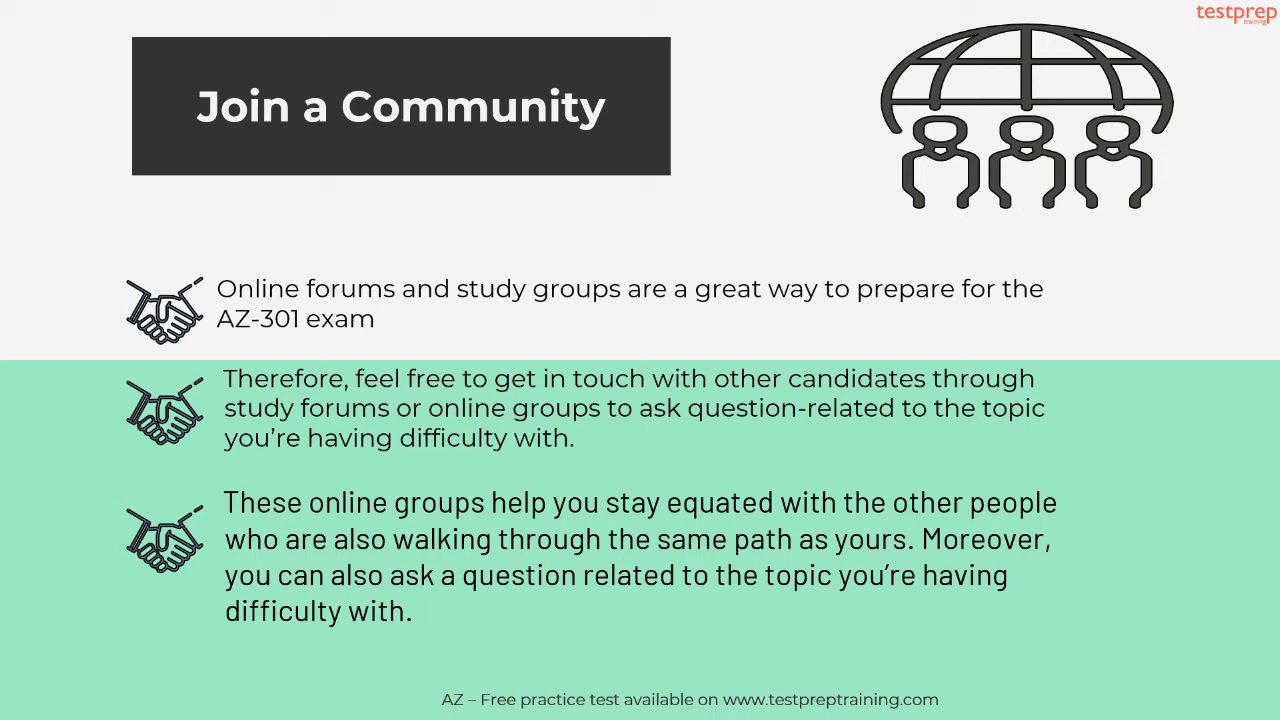 testprep
training
Join a Community
Online forums and study groups are a great way to prepare for the
AZ-301 exam
Therefore, feel free to get in touch with other candidates through
study forums or online groups to ask question-related to the topic
you're having difficulty with.
These online groups help you stay equated with the other people
who are also walking through the same path as yours. Moreover,
you can also ask a question related to the topic you're having
difficulty with.
AZ – Free practice test available on www.testpreptraining.com